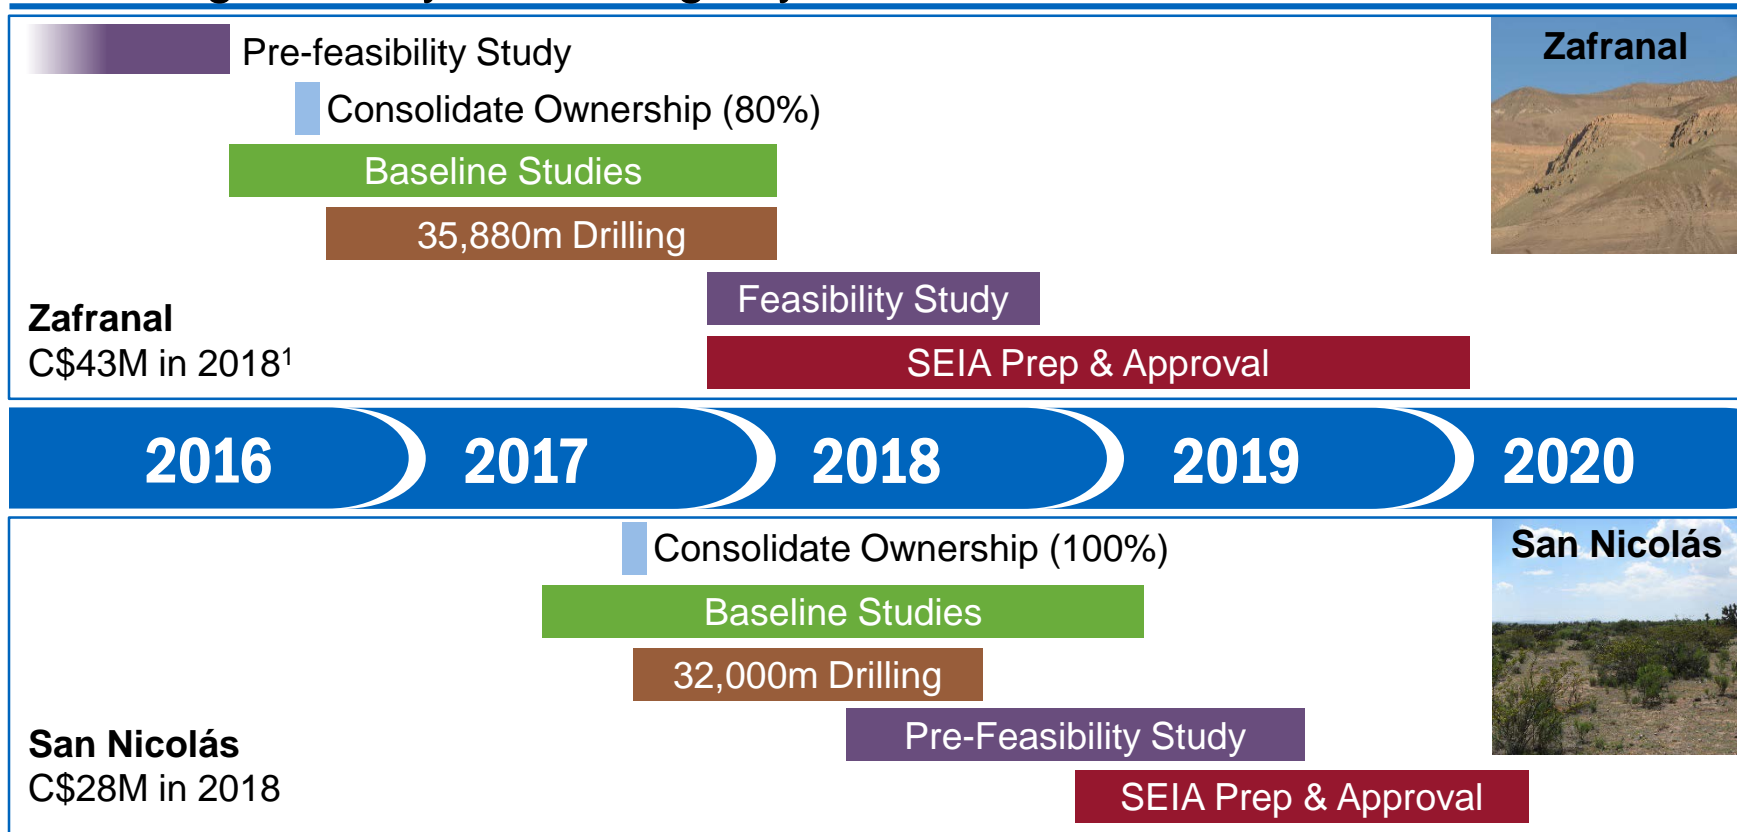 Pre-feasibility Study
Zafranal
Consolidate Ownership (80%)
Baseline Studies
35,880m Drilling
Feasibility Study
Zafranal
C$43M in 2018¹
SEIA Prep & Approval
2016 2017 2018 2019 2020
Consolidate Ownership (100%)
San Nicolás
Baseline Studies
32,000m Drilling
Pre-Feasibility Study
San Nicolás
C$28M in 2018
SEIA Prep & Approval